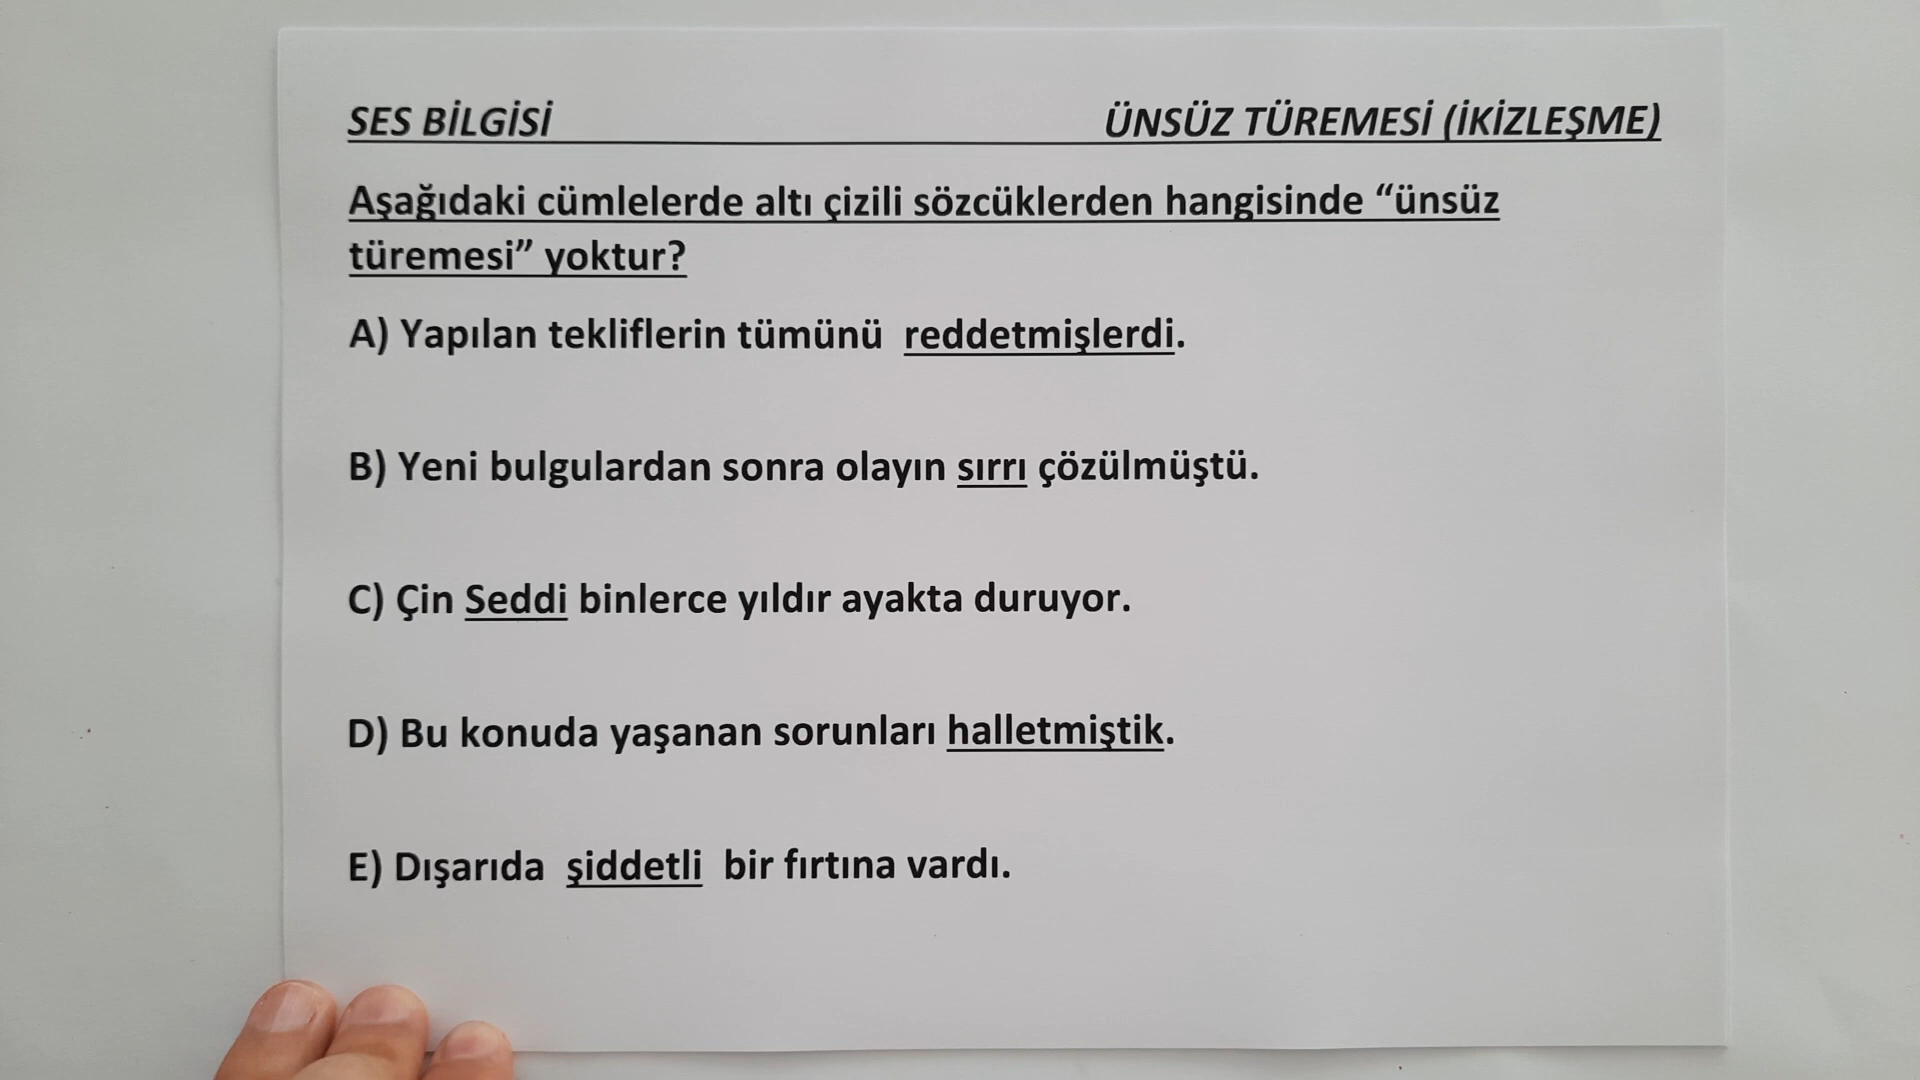 SES BİLGİSİ ÜNSÜZ TÜREMESİ (İKİZLEŞME)
Aşağıdaki cümlelerde altı çizili sözcüklerden hangisinde “ünsüz
türemesi” yoktur?
A) Yapılan tekliflerin tümünü reddetmişlerdi.
B) Yeni bulgulardan sonra olayın sırrı çözülmüştü.
C) Çin Seddi binlerce yıldır ayakta duruyor.
D) Bu konuda yaşanan sorunları halletmiştik.
E) Dışarıda şiddetli bir fırtına vardı.